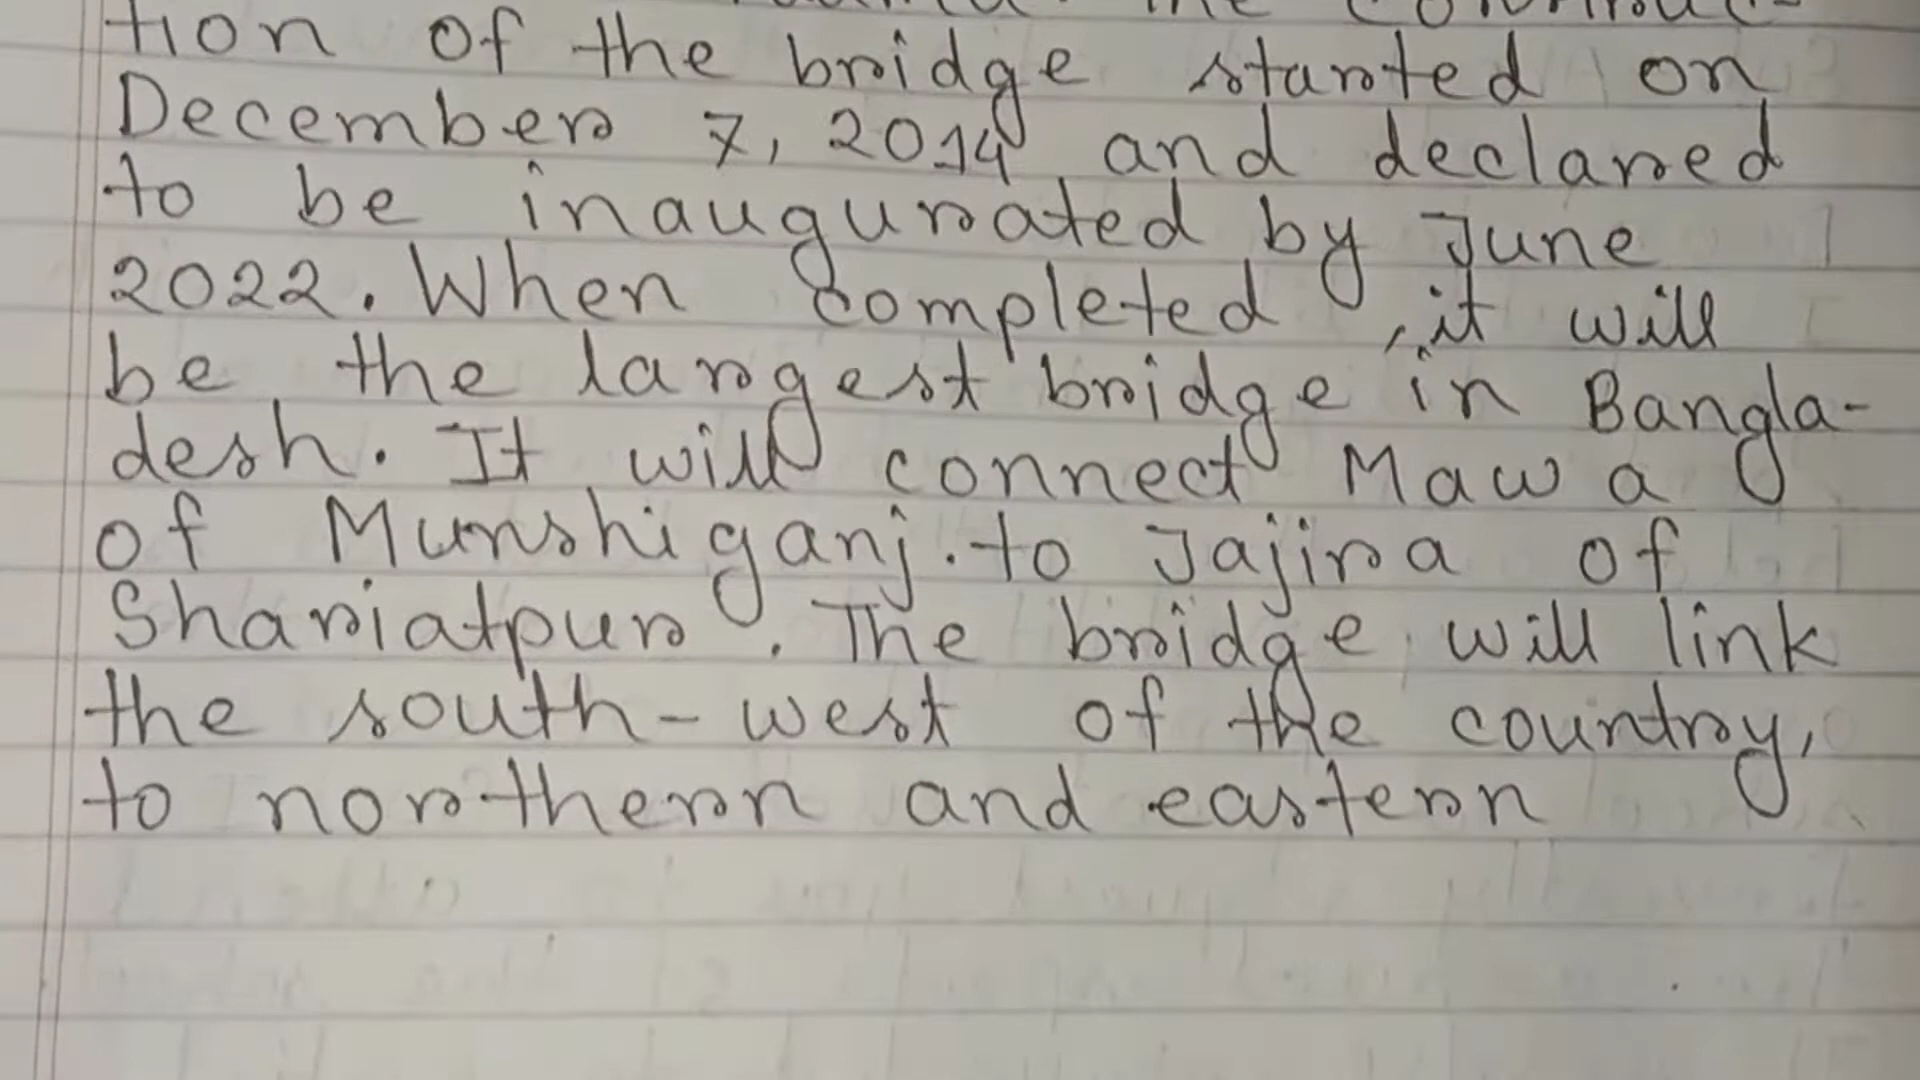 tion of the bridge started on
December 7, 2014 and declared
to be inaugurated by June
2022. When completed, it will
be the largest bridge in Bangla-
desh. It will connect Mawa
of Munshiganj. to Jajira of
Shariatpur. The bridge will link
the south-west of the country,
to northern and eastern